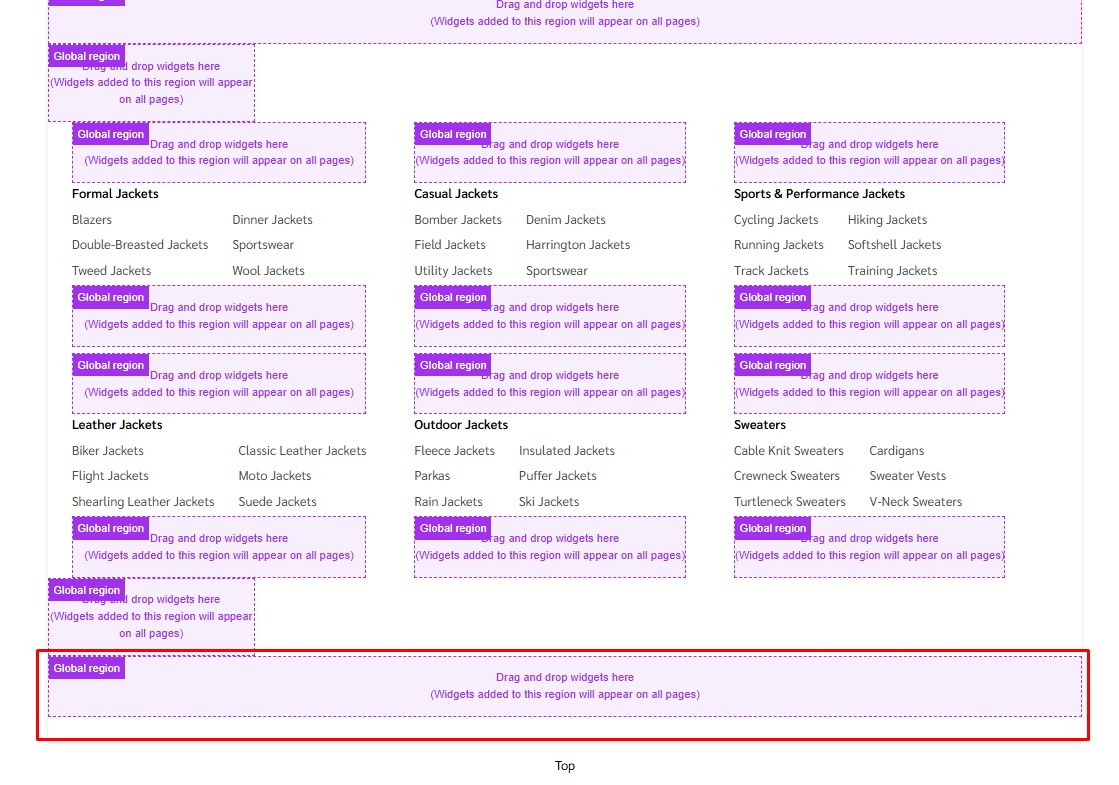 Drag and drop widgets here
(Widgets added to this region will appear on all pages)
Global region
Drag and drop widgets here
(Widgets added to this region will appear
on all pages)
Global region
Drag and drop widgets here
(Widgets added to this region will appear on all pages)
Global region
Drag and drop widgets here
(Widgets added to this region will appear on all pages)
Global region
Drag and drop widgets here
(Widgets added to this region will appear on all pages)
Formal Jackets
Blazers Dinner Jackets
Double-Breasted Jackets Sportswear
Tweed Jackets Wool Jackets
Casual Jackets
Bomber Jackets Denim Jackets
Field Jackets Harrington Jackets
Utility Jackets Sportswear
Sports & Performance Jackets
Cycling Jackets Hiking Jackets
Running Jackets Softshell Jackets
Track Jackets Training Jackets
Global region
Drag and drop widgets here
(Widgets added to this region will appear on all pages)
Global region
Drag and drop widgets here
(Widgets added to this region will appear on all pages)
Global region
Drag and drop widgets here
(Widgets added to this region will appear on all pages)
Global region
Drag and drop widgets here
(Widgets added to this region will appear on all pages)
Global region
Drag and drop widgets here
(Widgets added to this region will appear on all pages)
Global region
Drag and drop widgets here
(Widgets added to this region will appear on all pages)
Leather Jackets
Biker Jackets Classic Leather Jackets
Flight Jackets Moto Jackets
Shearling Leather Jackets Suede Jackets
Outdoor Jackets
Fleece Jackets Insulated Jackets
Parkas Puffer Jackets
Rain Jackets Ski Jackets
Sweaters
Cable Knit Sweaters Cardigans
Crewneck Sweaters Sweater Vests
Turtleneck Sweaters V-Neck Sweaters
Global region
Drag and drop widgets here
(Widgets added to this region will appear on all pages)
Global region
Drag and drop widgets here
(Widgets added to this region will appear on all pages)
Global region
Drag and drop widgets here
(Widgets added to this region will appear on all pages)
Global region
Drag and drop widgets here
(Widgets added to this region will appear
on all pages)
Global region
Drag and drop widgets here
(Widgets added to this region will appear on all pages)
Top